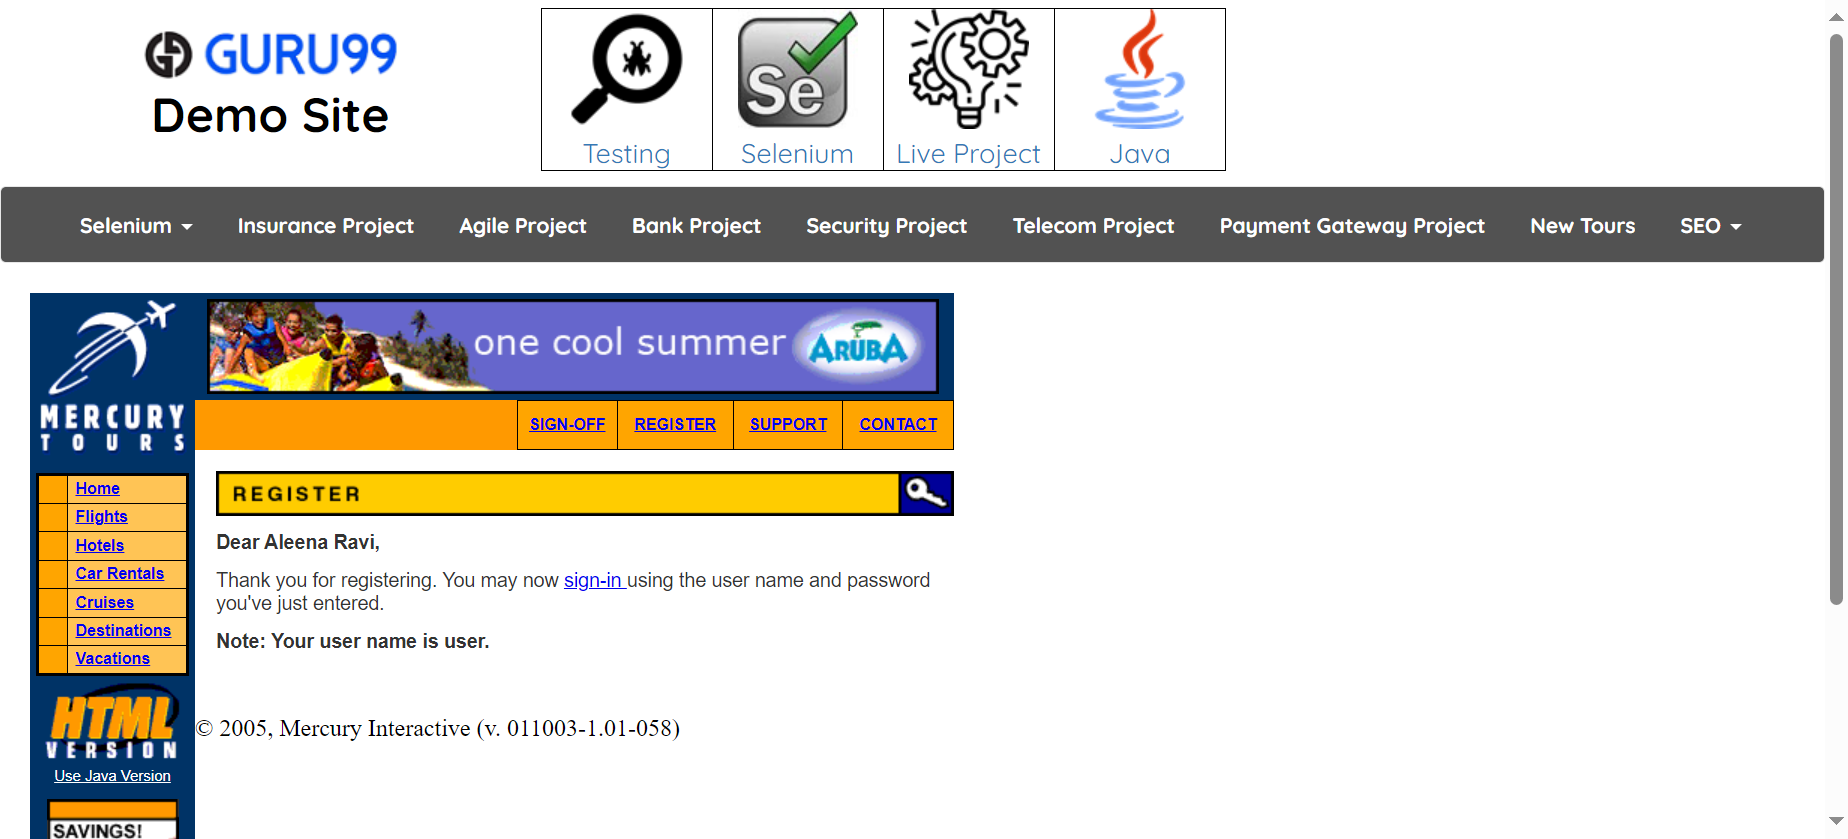 GURU99
Demo Site
Se
Testing
Selenium
Live Project
Java
Selenium
Insurance Project
Agile Project
Bank Project
Security Project
Telecom Project
Payment Gateway Project
New Tours
SEO
MERCURY
TOURS
one cool summer
ARUBA
SIGN-OFF
REGISTER
SUPPORT
CONTACT
Home
Flights
Hotels
Car Rentals
Cruises
Destinations
Vacations
HTML
VERSION
Use Java Version
SAVINGS!
REGISTER
Dear Aleena Ravi,
Thank you for registering. You may now sign-in using the user name and password
you've just entered.
Note: Your user name is user.
© 2005, Mercury Interactive (v. 011003-1.01-058)